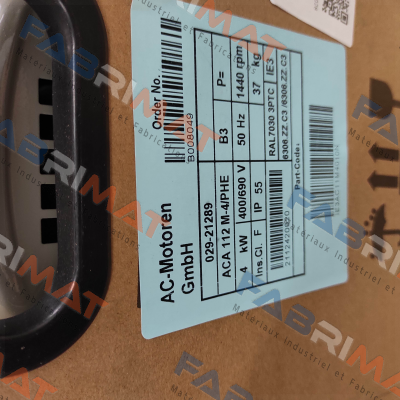 AC-Motoren
GmbH
Order No.
B008049
029-21289
ACA 112 M-4/PHE B3 P=
4 kW 400/690 V 50 Hz 1440 rpm
Ins.Cl. F IP 55 37 kg
RAL7030 3PTC IE3
2112420920 6306.ZZ.C3 /6306.ZZ.C3
Part Code:
FABRIMAT
Materiaux Industriel et Fabrication